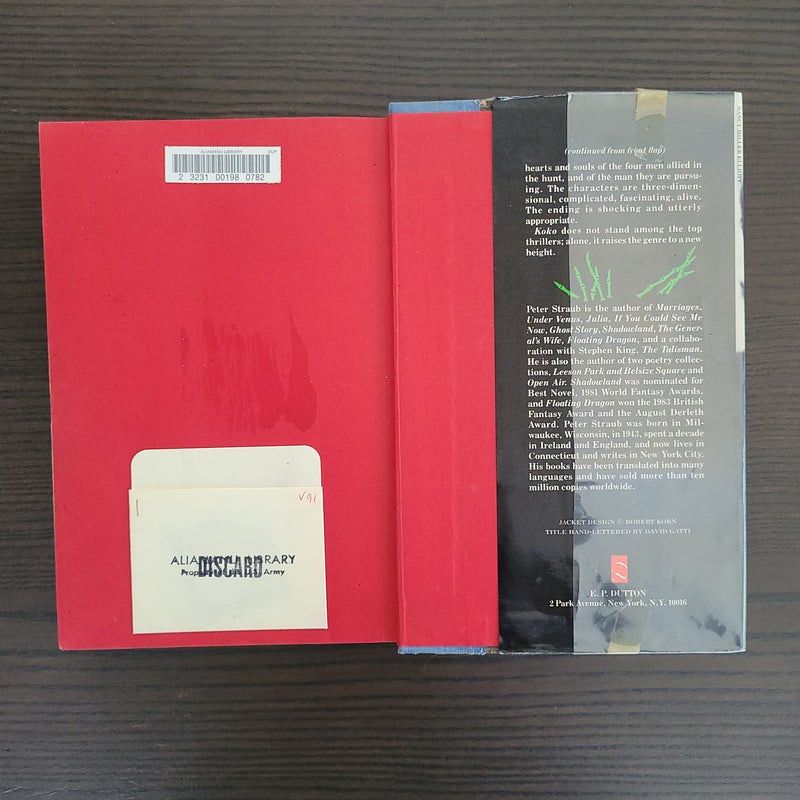 ALIAMANU LIBRARY DUP
2 3231 00198 0782
V91
ALIAMANU LIBRARY
DISCARD
Property of U.S. Army
(continued from front flap)
hearts and souls of the four men allied in
the hunt, and of the man they are pursu-
ing. The characters are three-dimen-
sional, complicated, fascinating, alive.
The ending is shocking and utterly
appropriate.
Koko does not stand among the top
thrillers; alone, it raises the genre to a new
height.
Peter Straub is the author of Marriages,
Under Venus, Julia, If You Could See Me
Now, Ghost Story, Shadowland, The Gener-
al's Wife, Floating Dragon, and a collabo-
ration with Stephen King, The Talisman.
He is also the author of two poetry collec-
tions, Leeson Park and Belsize Square and
Open Air. Shadowland was nominated for
Best Novel, 1981 World Fantasy Awards,
and Floating Dragon won the 1983 British
Fantasy Award and the August Derleth
Award. Peter Straub was born in Mil-
waukee, Wisconsin, in 1943, spent a decade
in Ireland and England, and now lives in
Connecticut and writes in New York City.
His books have been translated into many
languages and have sold more than ten
million copies worldwide.
JACKET DESIGN © ROBERT KORN
TITLE HAND-LETTERED BY DAVID GATTI
E. P. DUTTON
2 Park Avenue, New York, N.Y. 10016
NANCY MILLER ELLIOTT